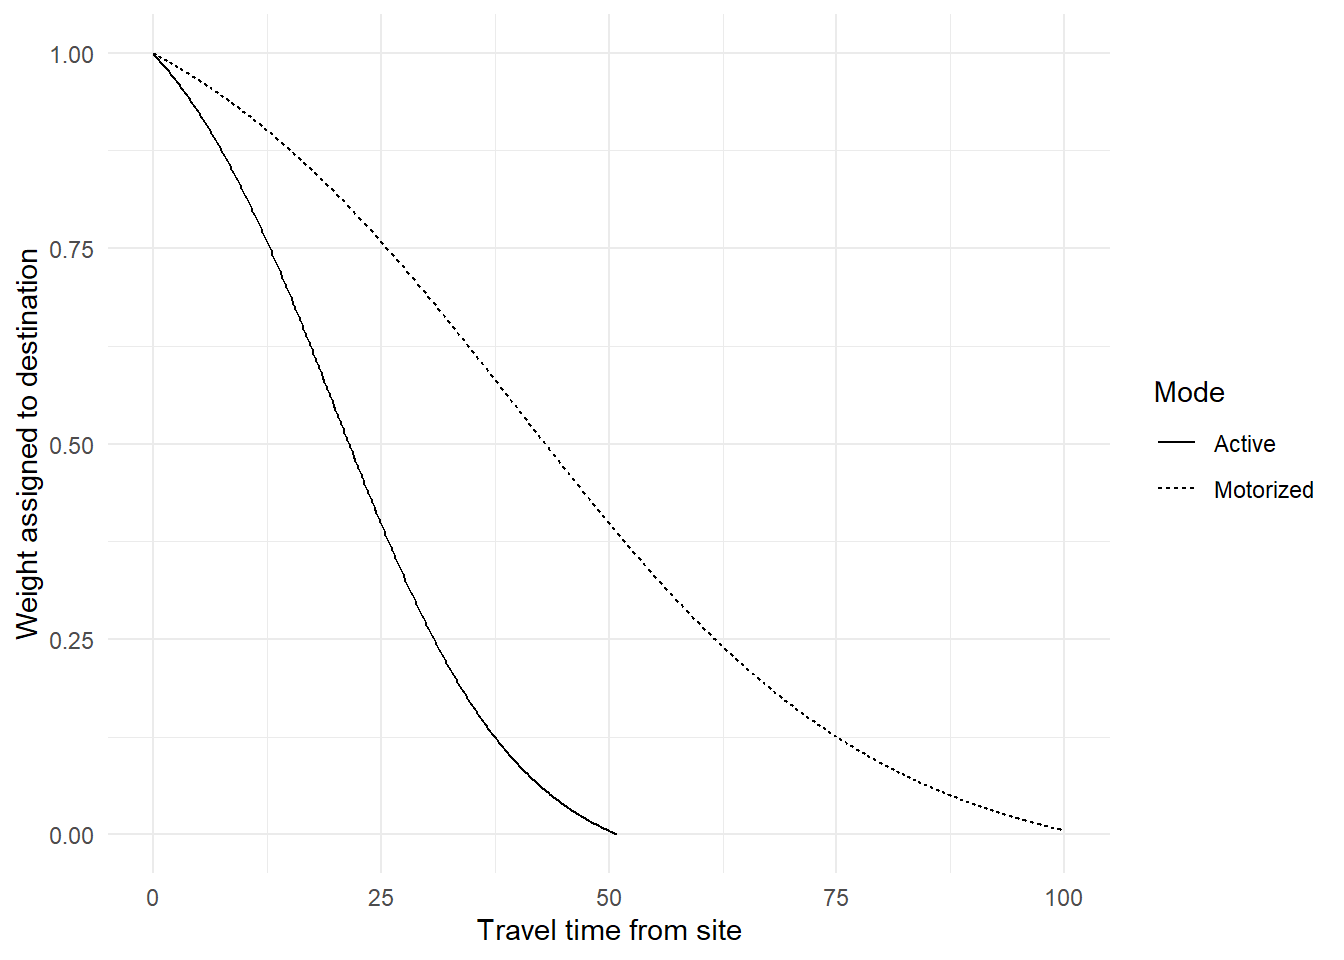 1.00
0.75
0.50
0.25
0.00
Weight assigned to destination
0
25
50
75
100
Travel time from site
Mode
Active
Motorized